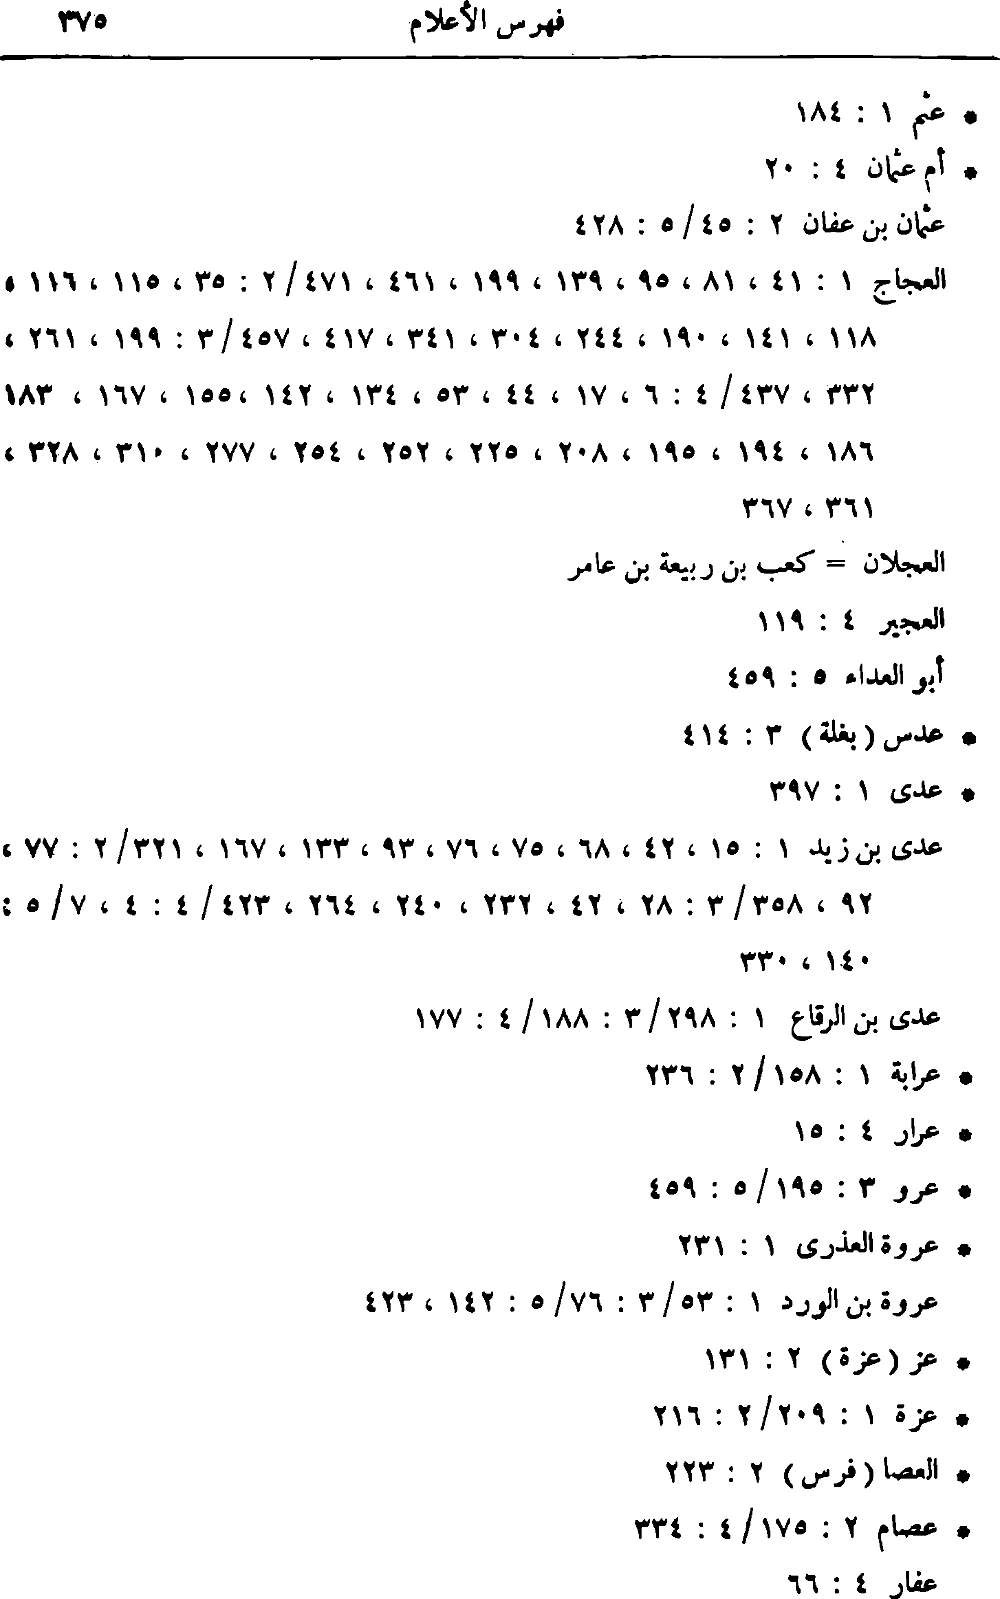 فهرس الأعلام ٣٧٥
* عثم ١ : ١٨٤
* أم عثمان ٤ : ٢٠
عثمان بن عفان ٢ : ٤٥ / ٥ : ٤٢٨
العجاج ١ : ٤١ ، ٨١ ، ٩٥ ، ١٣٩ ، ١٩٩ ، ٤٦١ ، ٤٧١ / ٢ : ٣٥ ، ١١٥ ، ١١٦ ،
١١٨ ، ١٤١ ، ١٩٠ ، ٢٤٤ ، ٣٠٤ ، ٣٤١ ، ٤١٧ ، ٤٥٧ / ٣ : ١٩٩ ، ٢٦١ ،
٣٣٢ ، ٤٣٧ / ٤ : ٦ ، ١٧ ، ٤٤ ، ٥٣ ، ١٣٤ ، ١٤٢ ، ١٥٥ ، ١٦٧ ، ١٨٣
١٨٦ ، ١٩٤ ، ١٩٥ ، ٢٠٨ ، ٢٢٥ ، ٢٥٢ ، ٢٥٤ ، ٢٧٧ ، ٣١٠ ، ٣٢٨ ،
٣٦١ ، ٣٦٧
العجلان = كعب بن ربيعة بن عامر
العجير ٤ : ١١٩
أبو العداء ٥ : ٤٥٩
* عدس ( بغلة ) ٣ : ٤١٤
* عدى ١ : ٣٩٧
عدى بن زيد ١ : ١٥ ، ٤٢ ، ٦٨ ، ٧٥ ، ٧٦ ، ٩٣ ، ١٣٣ ، ١٦٧ ، ٣٢١ / ٢ : ٧٧ ،
٩٢ ، ٣٥٨ / ٣ : ٢٨ ، ٤٢ ، ٢٣٢ ، ٢٤٠ ، ٢٦٤ ، ٤٢٣ / ٤ : ٤ ، ٧ / ٥ :
١٤٠ ، ٣٣٠
عدى بن الرقاع ١ : ٢٩٨ / ٣ : ١٨٨ / ٤ : ١٧٧
* عرابة ١ : ١٥٨ / ٢ : ٢٣٦
* عرار ٤ : ١٥
* عرو ٣ : ١٩٥ / ٥ : ٤٥٩
* عروة العذرى ١ : ٢٣١
عروة بن الورد ١ : ٥٣ / ٣ : ٧٦ / ٥ : ١٤٢ ، ٤٢٣
* عز ( عزة ) ٢ : ١٣١
* عزة ١ : ٢٠٩ / ٢ : ٢١٦
* العصا ( فرس ) ٢ : ٢٢٣
* عصام ٢ : ١٧٥ / ٤ : ٣٣٤
عفار ٤ : ٦٦